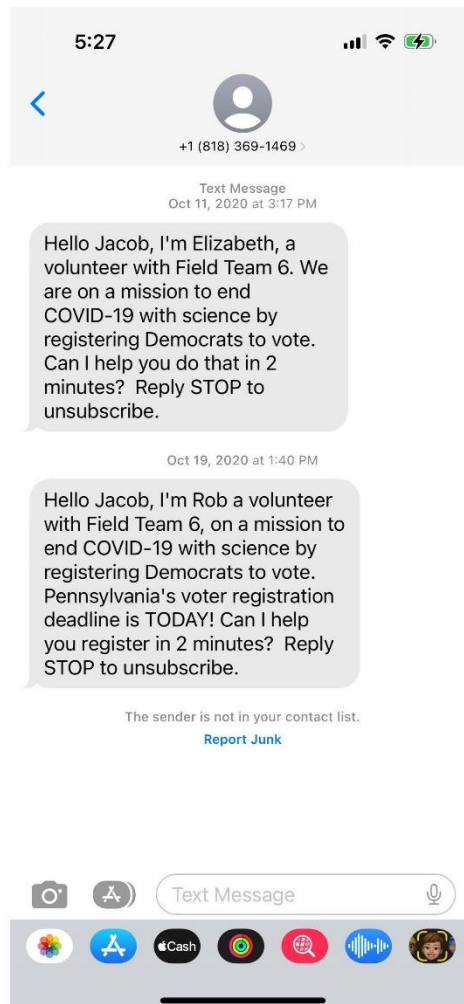 5:27
+1 (818) 369-1469 >
Text Message
Oct 11, 2020 at 3:17 PM
Hello Jacob, I'm Elizabeth, a
volunteer with Field Team 6. We
are on a mission to end
COVID-19 with science by
registering Democrats to vote.
Can I help you do that in 2
minutes?  Reply STOP to
unsubscribe.
Oct 19, 2020 at 1:40 PM
Hello Jacob, I'm Rob a volunteer
with Field Team 6, on a mission to
end COVID-19 with science by
registering Democrats to vote.
Pennsylvania's voter registration
deadline is TODAY! Can I help
you register in 2 minutes?  Reply
STOP to unsubscribe.
The sender is not in your contact list.
Report Junk
Text Message
Cash